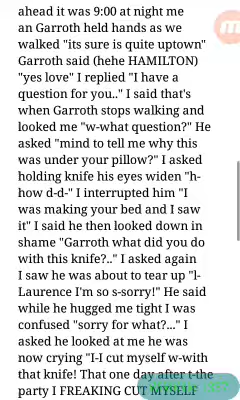 ahead it was 9:00 at night me
an Garroth held hands as we
walked "its sure is quite uptown"
Garroth said (hehe HAMILTON)
"yes love" I replied "I have a
question for you.." I said that's
when Garroth stops walking and
looked me "w-what question?" He
asked "mind to tell me why this
was under your pillow?" I asked
holding knife his eyes widen "h-
how d-d-" I interrupted him "I
was making your bed and I saw
it" I said he then looked down in
shame "Garroth what did you do
with this knife?.." I asked again
I saw he was about to tear up "I-
Laurence I'm so s-sorry!" He said
while he hugged me tight I was
confused "sorry for what?..." I
asked he looked at me he was
now crying "I-I cut myself w-with
that knife! That one day after t-the
party I FREAKING CUT MYSELF